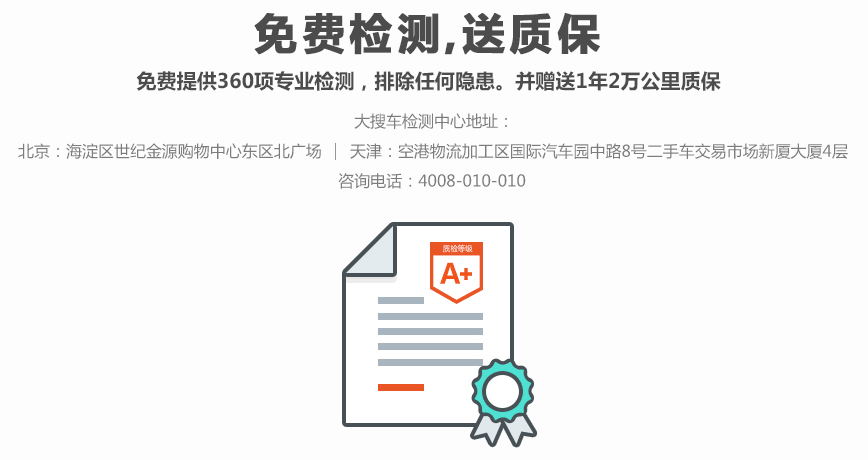 免费检测,送质保
免费提供360项专业检测，排除任何隐患。并赠送1年2万公里质保
大搜车检测中心地址：
北京：海淀区世纪金源购物中心东区北广场 | 天津：空港物流加工区国际汽车园中路8号二手车交易市场新厦大厦4层
咨询电话：4008-010-010
质检等级
A+